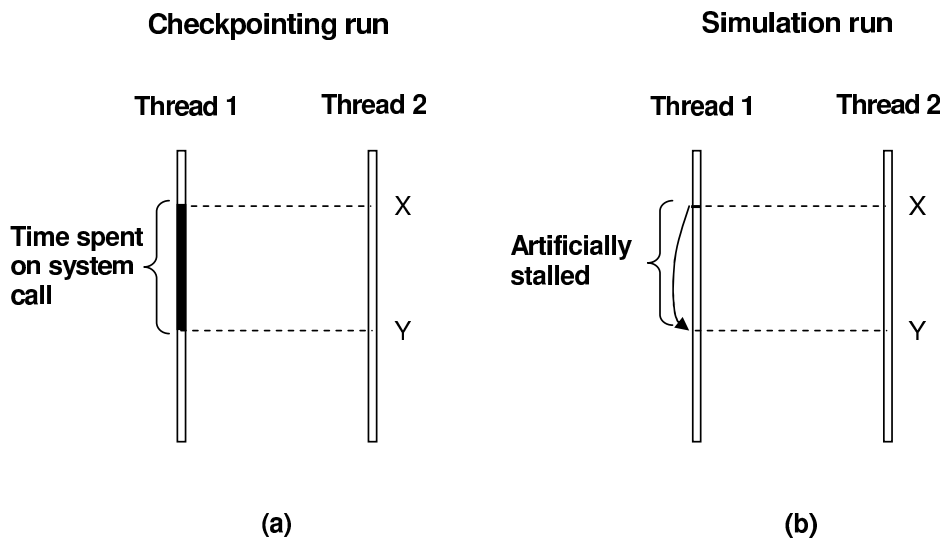 Checkpointing run
Simulation run
Thread 1
Thread 2
Thread 1
Thread 2
X
X
Time spent
on system
call
Artificially
stalled
Y
Y
(a)
(b)